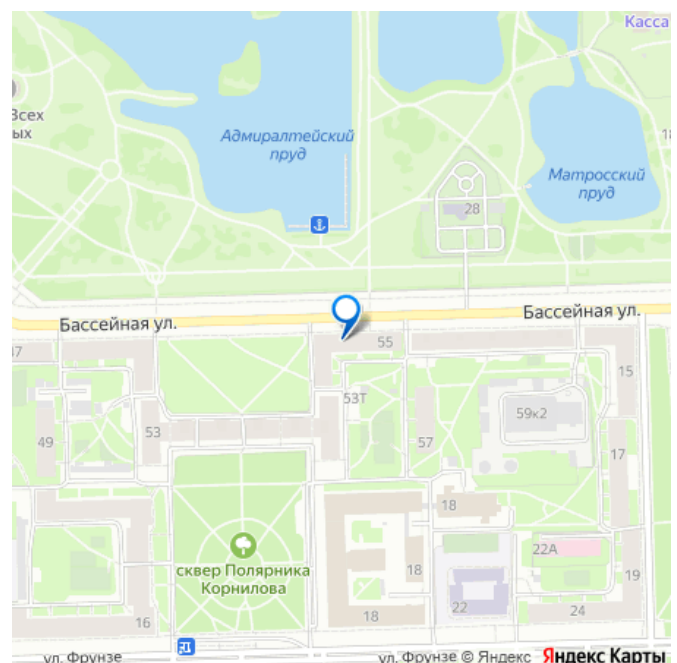 Касса
Всех
ых
Адмиралтейский
пруд
18
Матросский
пруд
28
Бассейная ул.
Бассейная ул.
47
55
15
53Т
59к2
49
53
57
17
18
сквер Полярника
Корнилова
22А
18
19
16
18
22
24
ул. Фрунзе
ул. Фрунзе © Яндекс Яндекс Карты